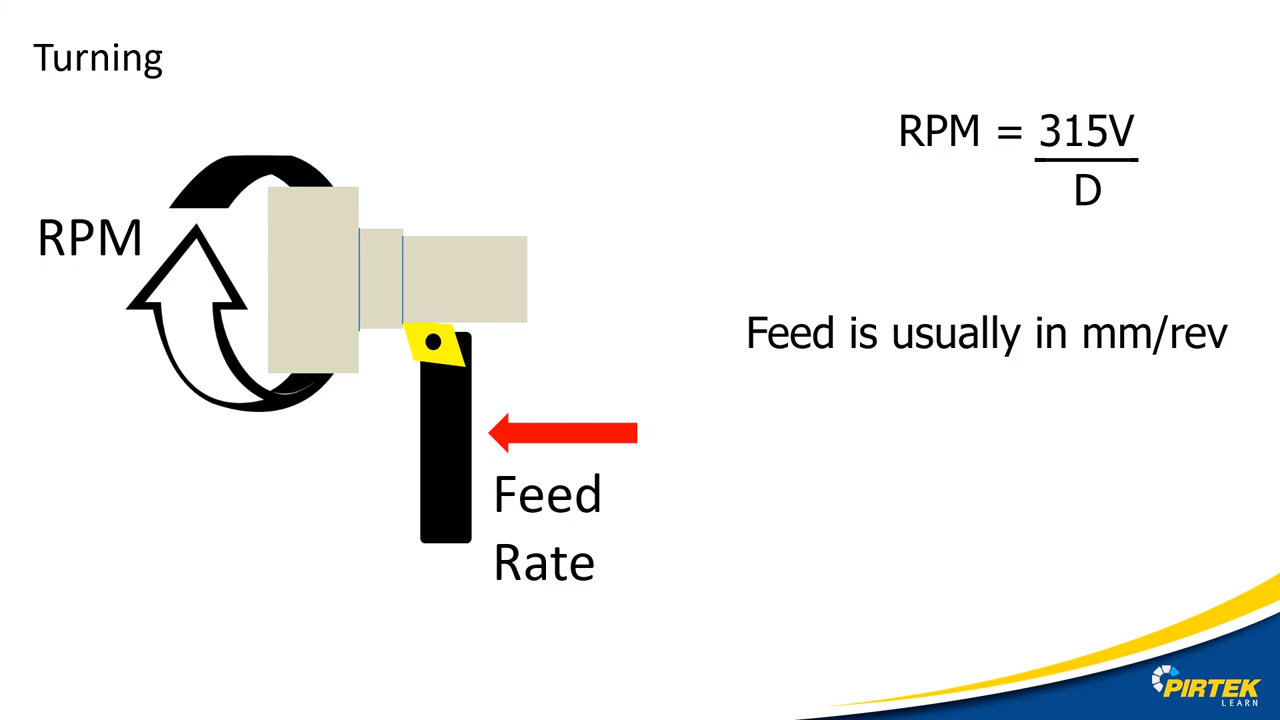 Turning
RPM = 315V
D
RPM
Feed is usually in mm/rev
Feed
Rate
PIRTEK
LEARN